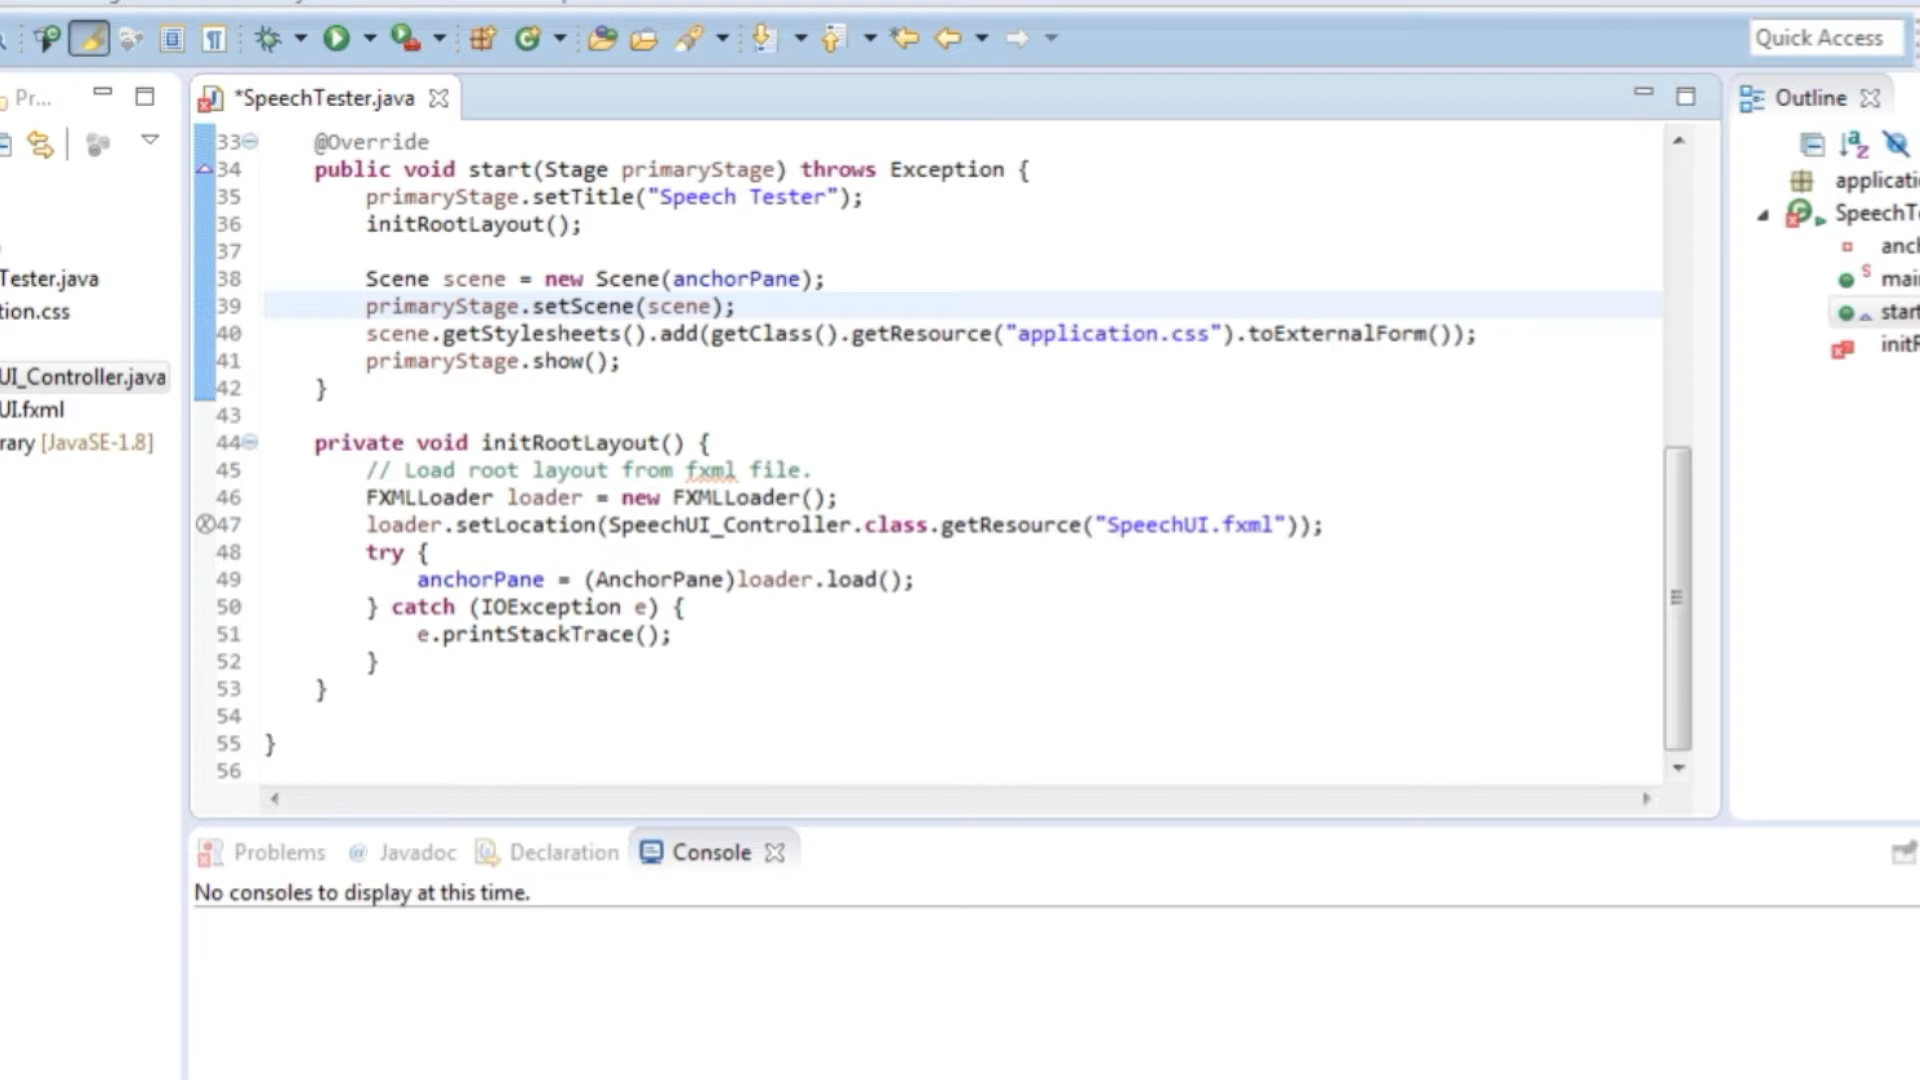 Quick Access
Pr...
*SpeechTester.java
Outline
33 @Override
34 public void start(Stage primaryStage) throws Exception {
35 primaryStage.setTitle("Speech Tester");
36 initRootLayout();
37
38 Scene scene = new Scene(anchorPane);
39 primaryStage.setScene(scene);
40 scene.getStylesheets().add(getClass().getResource("application.css").toExternalForm());
41 primaryStage.show();
42 }
43
44 private void initRootLayout() {
45 // Load root layout from fxml file.
46 FXMLLoader loader = new FXMLLoader();
47 loader.setLocation(SpeechUI_Controller.class.getResource("SpeechUI.fxml"));
48 try {
49 anchorPane = (AnchorPane)loader.load();
50 } catch (IOException e) {
51 e.printStackTrace();
52 }
53 }
54
55 }
56
Tester.java
tion.css
UI_Controller.java
UI.fxml
rary [JavaSE-1.8]
applicati
SpeechT
anch
mai
start
initR
Problems @ Javadoc Declaration Console
No consoles to display at this time.